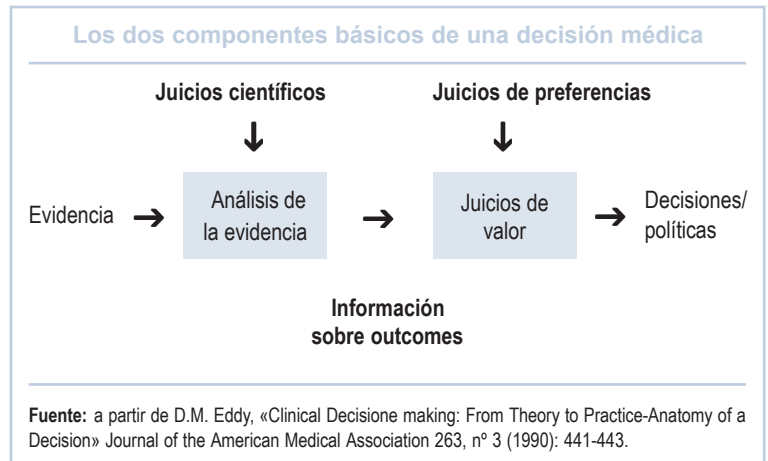 Los dos componentes básicos de una decisión médica
Juicios científicos
Juicios de preferencias
Evidencia
Análisis de
la evidencia
Juicios de
valor
Decisiones/
políticas
Información
sobre outcomes
Fuente: a partir de D.M. Eddy, «Clinical Decisione making: From Theory to Practice-Anatomy of a
Decision» Journal of the American Medical Association 263, nº 3 (1990): 441-443.